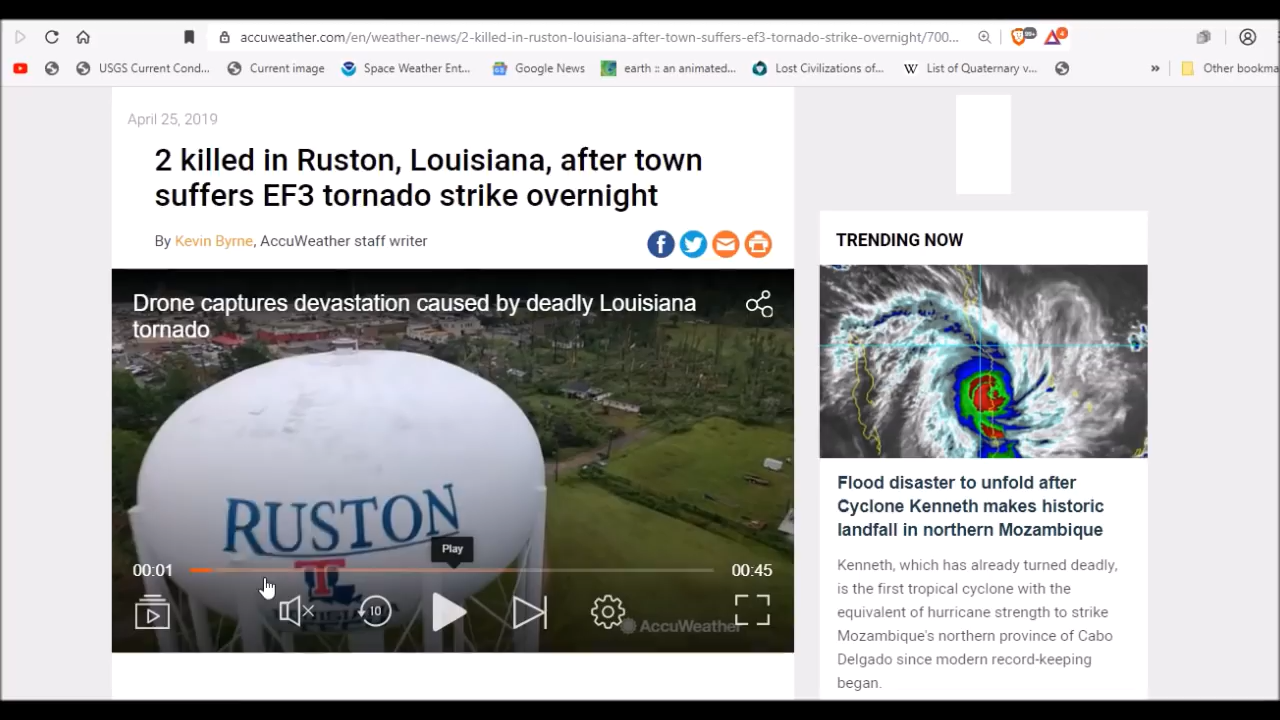 accuweather.com/en/weather-news/2-killed-in-ruston-louisiana-after-town-suffers-ef3-tornado-strike-overnight/700...
99+
4
USGS Current Cond...
Current image
Space Weather Ent...
Google News
earth :: an animated...
Lost Civilizations of...
W
List of Quaternary v...
»
Other bookma
April 25, 2019
2 killed in Ruston, Louisiana, after town
suffers EF3 tornado strike overnight
By Kevin Byrne, AccuWeather staff writer
Drone captures devastation caused by deadly Louisiana
tornado
RUSTON
T
Play
00:01
00:45
10
AccuWeather
TRENDING NOW
Flood disaster to unfold after
Cyclone Kenneth makes historic
landfall in northern Mozambique
Kenneth, which has already turned deadly,
is the first tropical cyclone with the
equivalent of hurricane strength to strike
Mozambique's northern province of Cabo
Delgado since modern record-keeping
began.